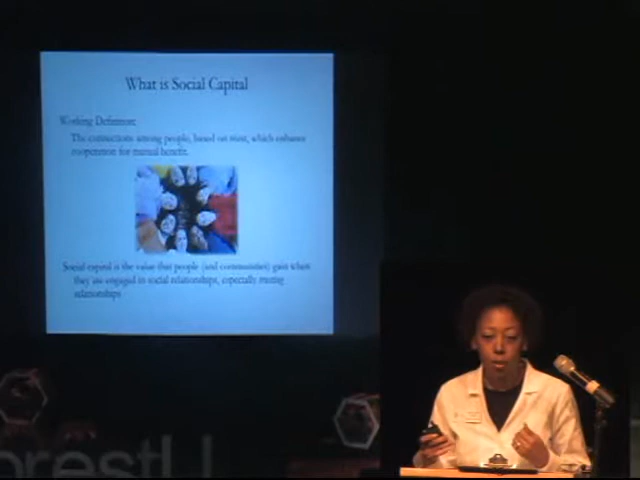 What is Social Capital
Working Definition:
The connections among people, based on trust, which enhance
cooperation for mutual benefit.
Social capital is the value that people (and communities) gain when
they are engaged in social relationships, especially trusting
relationships
orestU